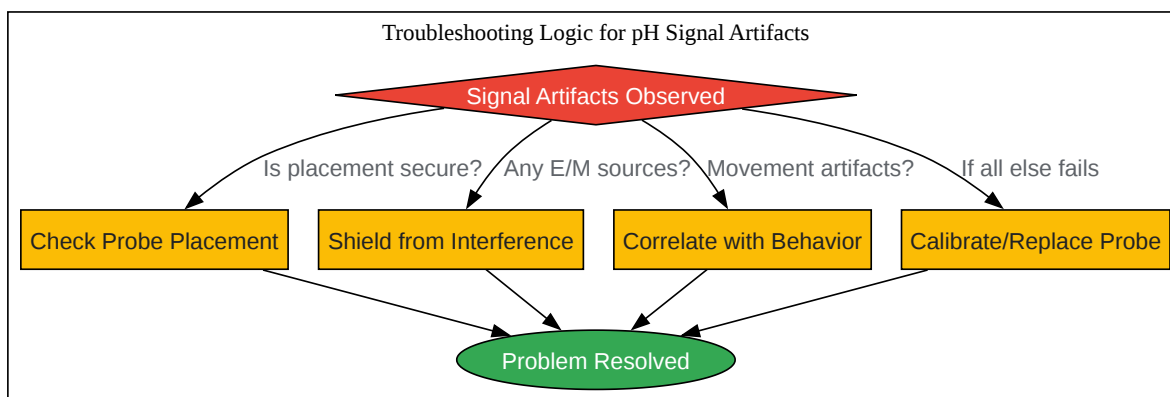 Troubleshooting Logic for pH Signal Artifacts
Signal Artifacts Observed
Is placement secure?
Any E/M sources?
Movement artifacts?
If all else fails
Check Probe Placement
Shield from Interference
Correlate with Behavior
Calibrate/Replace Probe
Problem Resolved